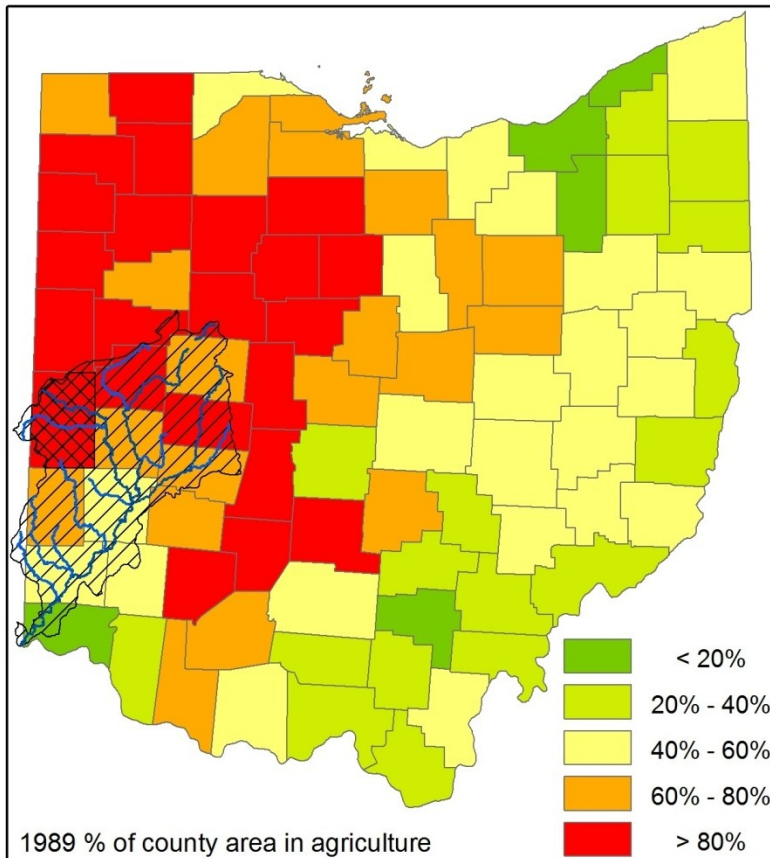 < 20%
20% - 40%
40% - 60%
60% - 80%
> 80%
1989 % of county area in agriculture